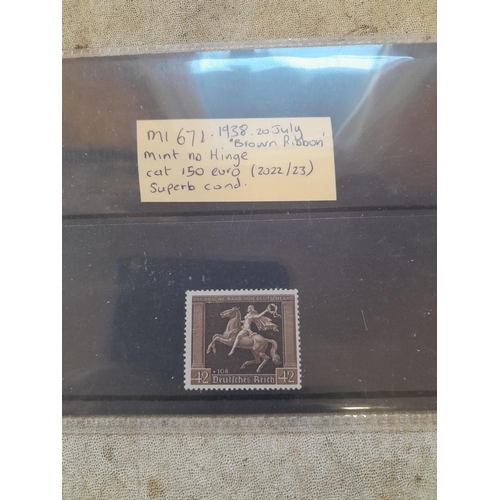 MI 671. 1938. 20 July
'Brown Ribbon'
Mint no Hinge
cat 150 euro (2022/23)
Superb cond.
+108
42 Deutsches Reich 42